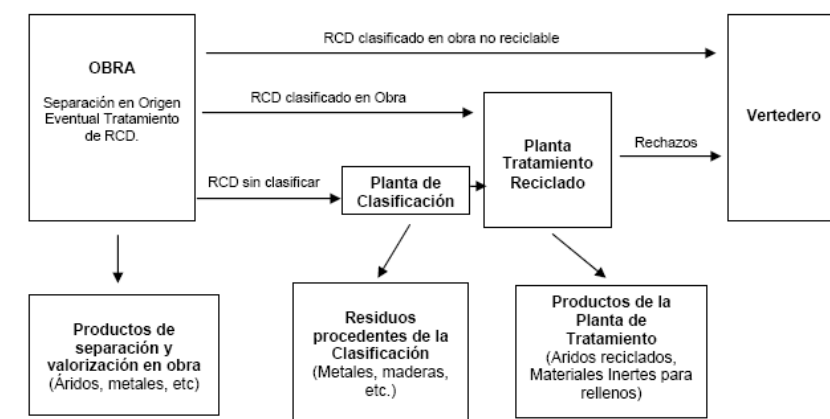 RCD clasificado en obra no reciclable
OBRA
Separación en Origen
Eventual Tratamiento
de RCD.
RCD clasificado en Obra
Vertedero
Planta
Tratamiento
Reciclado
Rechazos
RCD sin clasificar
Planta de
Clasificación
Productos de
separación y
valorización en obra
(Áridos, metales, etc)
Residuos
procedentes de la
Clasificación
(Metales, maderas,
etc.)
Productos de la
Planta de
Tratamiento
(Aridos reciclados,
Materiales Inertes para
rellenos)